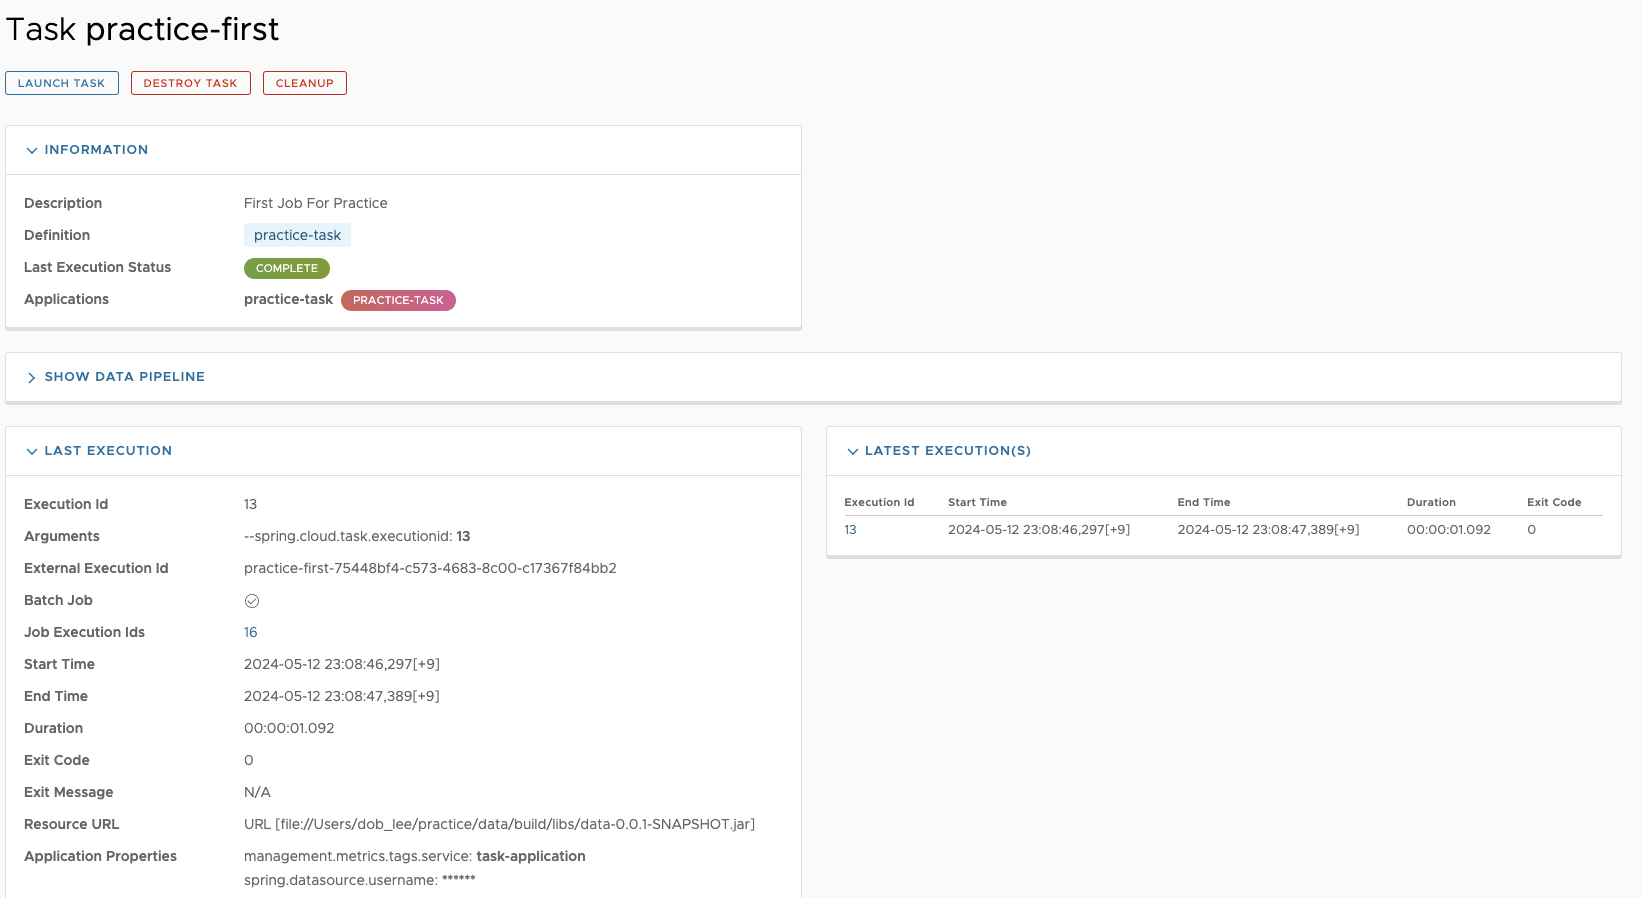 Task practice-first
LAUNCH TASK
DESTROY TASK
CLEANUP
INFORMATION
Description First Job For Practice
Definition practice-task
Last Execution Status COMPLETE
Applications practice-task PRACTICE-TASK
SHOW DATA PIPELINE
LAST EXECUTION
Execution Id 13
Arguments --spring.cloud.task.executionid: 13
External Execution Id practice-first-75448bf4-c573-4683-8c00-c17367f84bb2
Batch Job
Job Execution Ids 16
Start Time 2024-05-12 23:08:46,297[+9]
End Time 2024-05-12 23:08:47,389[+9]
Duration 00:00:01.092
Exit Code 0
Exit Message N/A
Resource URL URL [file://Users/dob_lee/practice/data/build/libs/data-0.0.1-SNAPSHOT.jar]
Application Properties management.metrics.tags.service: task-application
spring.datasource.username: ******
LATEST EXECUTION(S)
Execution Id Start Time End Time Duration Exit Code
13 2024-05-12 23:08:46,297[+9] 2024-05-12 23:08:47,389[+9] 00:00:01.092 0